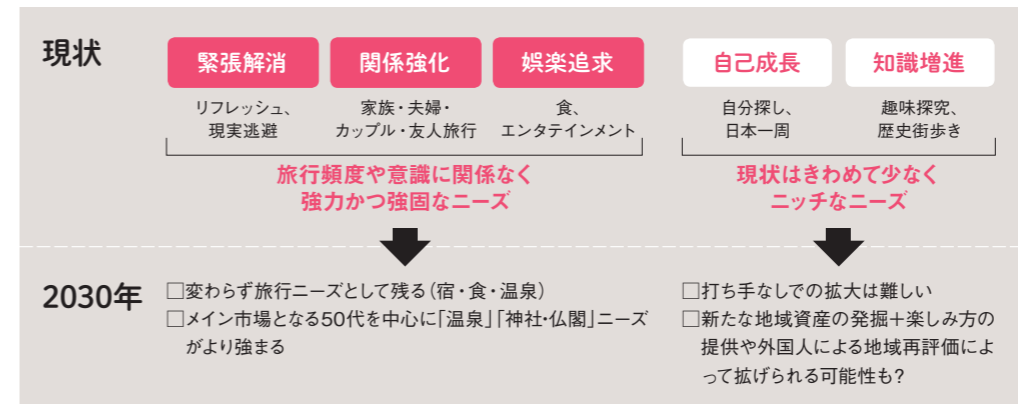 現状
緊張解消
リフレッシュ、
現実逃避
関係強化
家族・夫婦・
カップル・友人旅行
娯楽追求
食、
エンタテインメント
旅行頻度や意識に関係なく
強力かつ強固なニーズ
自己成長
自分探し、
日本一周
知識増進
趣味探究、
歴史街歩き
現状はきわめて少なく
ニッチなニーズ
2030年
□変わらず旅行ニーズとして残る(宿・食・温泉)
□メイン市場となる50代を中心に「温泉」「神社・仏閣」ニーズ
がより強まる
□打ち手なしでの拡大は難しい
□新たな地域資産の発掘+楽しみ方の
提供や外国人による地域再評価によ
って拡げられる可能性も?